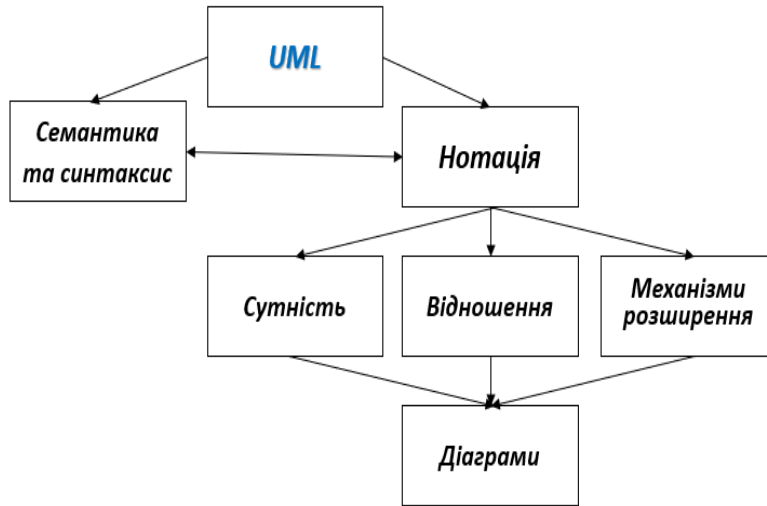 UML
Семантика
та синтаксис
Нотація
Сутність
Відношення
Механізми
розширення
Діаграми